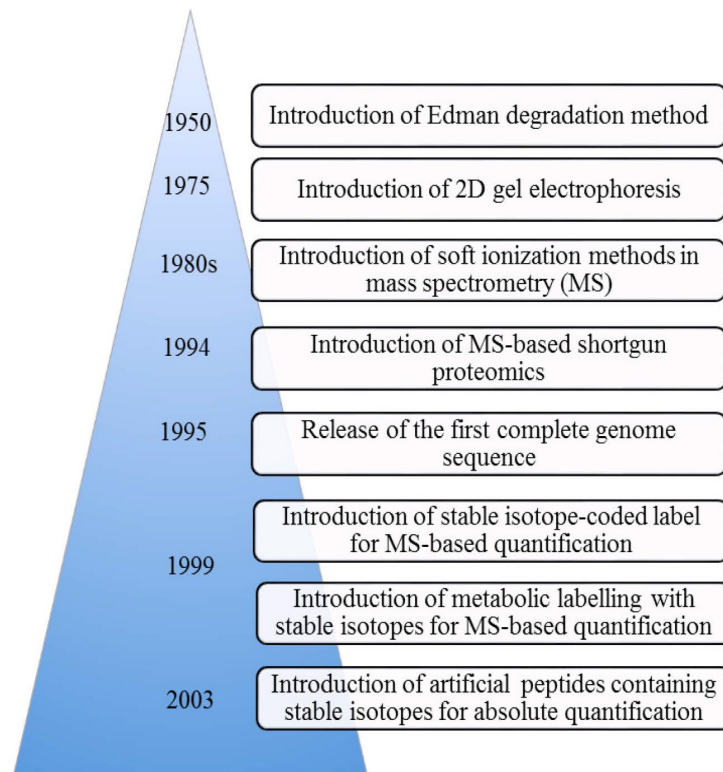 1950
Introduction of Edman degradation method
1975
Introduction of 2D gel electrophoresis
1980s
Introduction of soft ionization methods in
mass spectrometry (MS)
1994
Introduction of MS-based shortgun
proteomics
1995
Release of the first complete genome
sequence
1999
Introduction of stable isotope-coded label
for MS-based quantification
Introduction of metabolic labelling with
stable isotopes for MS-based quantification
2003
Introduction of artificial peptides containing
stable isotopes for absolute quantification